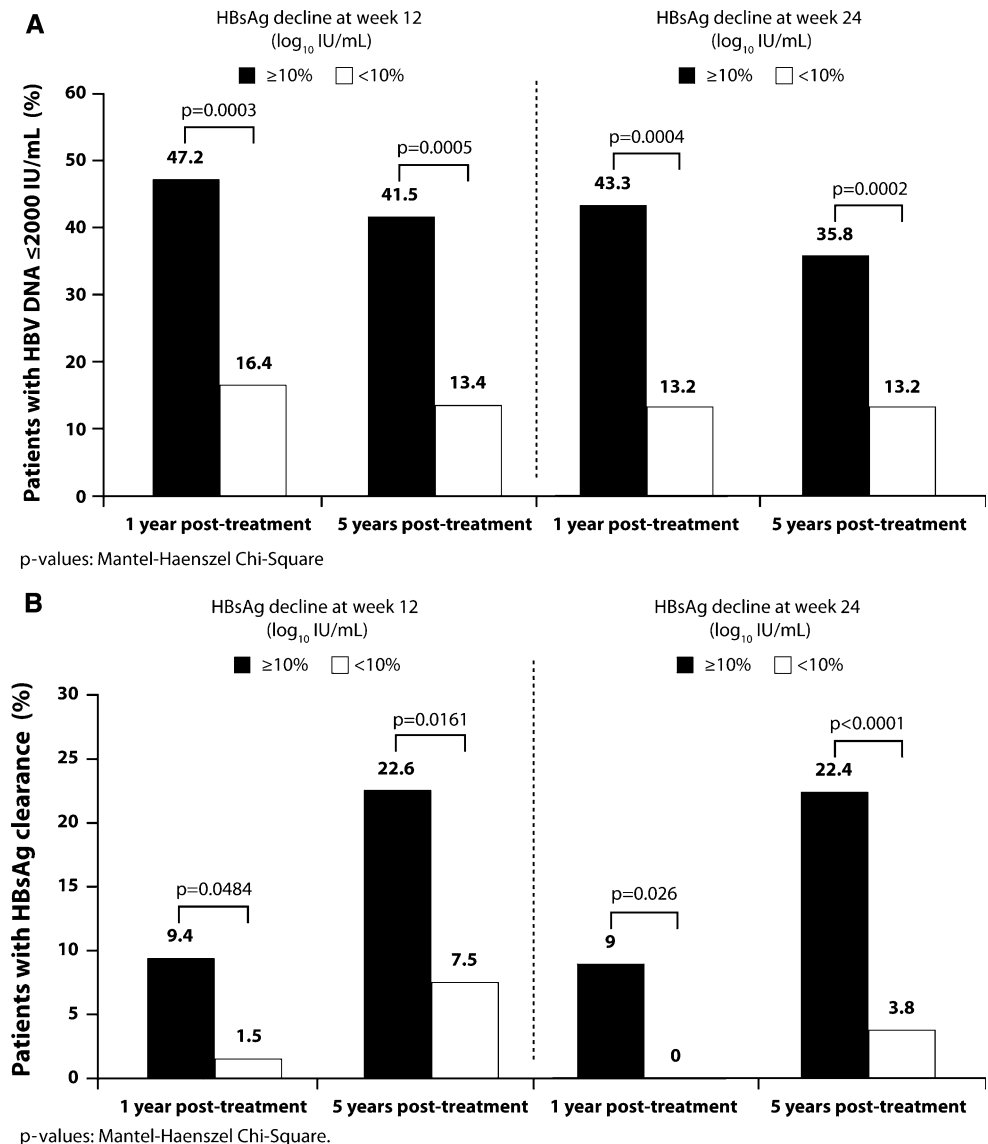 A
HBsAg decline at week 12
(log10 IU/mL)
≥10% <10%
HBsAg decline at week 24
(log10 IU/mL)
≥10% <10%
Patients with HBV DNA ≤2000 IU/mL (%)
60
50
40
30
20
10
0
p=0.0003
47.2
16.4
p=0.0005
41.5
13.4
p=0.0004
43.3
13.2
p=0.0002
35.8
13.2
1 year post-treatment
5 years post-treatment
1 year post-treatment
5 years post-treatment
p-values: Mantel-Haenszel Chi-Square
B
HBsAg decline at week 12
(log10 IU/mL)
≥10% <10%
HBsAg decline at week 24
(log10 IU/mL)
≥10% <10%
Patients with HBsAg clearance (%)
30
25
20
15
10
5
0
p=0.0484
9.4
1.5
p=0.0161
22.6
7.5
p=0.026
9
0
p<0.0001
22.4
3.8
1 year post-treatment
5 years post-treatment
1 year post-treatment
5 years post-treatment
p-values: Mantel-Haenszel Chi-Square.